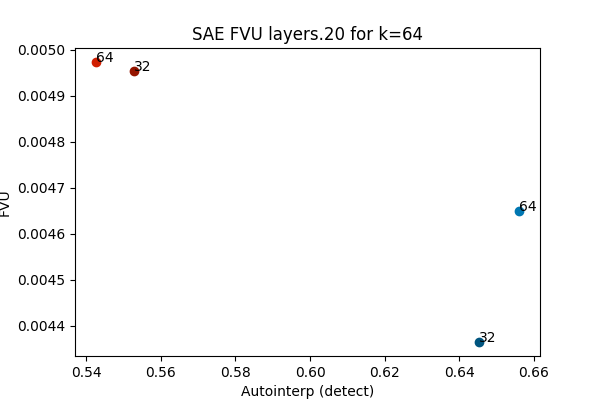 SAE FVU layers.20 for k=64
0.0050
0.0049
0.0048
0.0047
0.0046
0.0045
0.0044
FVU
64
32
64
32
0.54 0.56 0.58 0.60 0.62 0.64 0.66
Autointerp (detect)